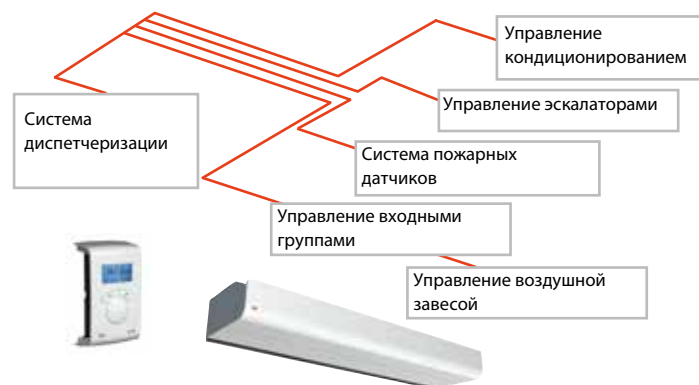 Управление
кондиционированием
Управление эскалаторами
Система
диспетчеризации
Система пожарных
датчиков
Управление входными
группами
Управление воздушной
завесой